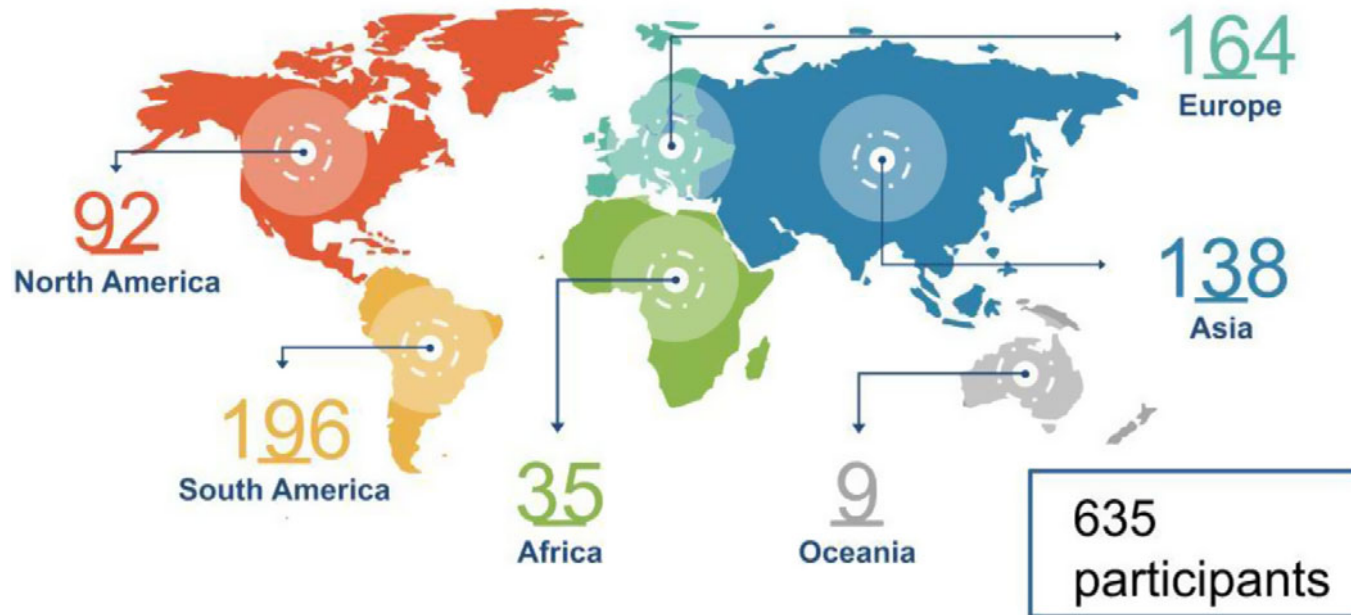 164
Europe
92
North America
138
Asia
196
South America
35
Africa
9
Oceania
635
participants